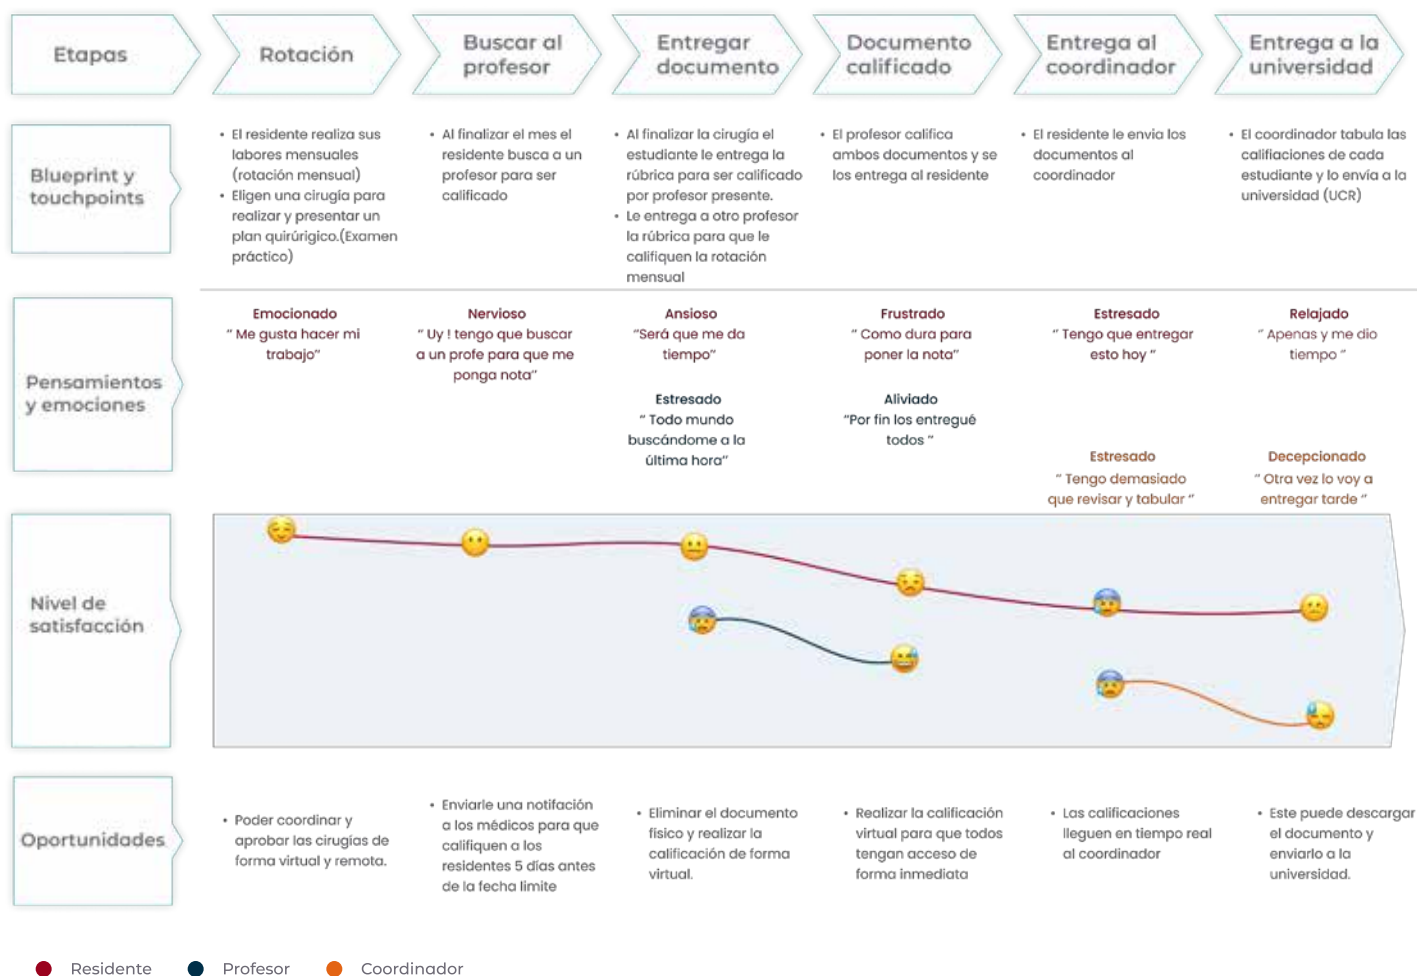 Etapas
Rotación
Buscar al
profesor
Entregar
documento
Documento
calificado
Entrega al
coordinador
Entrega a la
universidad
Blueprint y
touchpoints
• El residente realiza sus
labores mensuales
(rotación mensual)
• Eligen una cirugía para
realizar y presentar un
plan quirúrigico.(Examen
práctico)
• Al finalizar el mes el
residente busca a un
profesor para ser
calificado
• Al finalizar la cirugía el
estudiante le entrega la
rúbrica para ser calificado
por profesor presente.
• Le entrega a otro profesor
la rúbrica para que le
califiquen la rotación
mensual
• El profesor califica
ambos documentos y se
los entrega al residente
• El residente le envia los
documentos al
coordinador
• El coordinador tabula las
califiaciones de cada
estudiante y lo envía a la
universidad (UCR)
Pensamientos
y emociones
Emocionado
" Me gusta hacer mi
trabajo"
Nervioso
" Uy ! tengo que buscar
a un profe para que me
ponga nota"
Ansioso
"Será que me da
tiempo"
Frustrado
" Como dura para
poner la nota"
Estresado
" Tengo que entregar
esto hoy "
Relajado
" Apenas y me dio
tiempo "
Estresado
" Todo mundo
buscándome a la
última hora"
Aliviado
"Por fin los entregué
todos "
Estresado
" Tengo demasiado
que revisar y tabular "
Decepcionado
" Otra vez lo voy a
entregar tarde "
Nivel de
satisfacción
Oportunidades
• Poder coordinar y
aprobar las cirugías de
forma virtual y remota.
• Enviarle una notifación
a los médicos para que
califiquen a los
residentes 5 días antes
de la fecha limite
• Eliminar el documento
físico y realizar la
calificación de forma
virtual.
• Realizar la calificación
virtual para que todos
tengan acceso de
forma inmediata
• Las calificaciones
lleguen en tiempo real
al coordinador
• Este puede descargar
el documento y
enviarlo a la
universidad.
Residente
Profesor
Coordinador